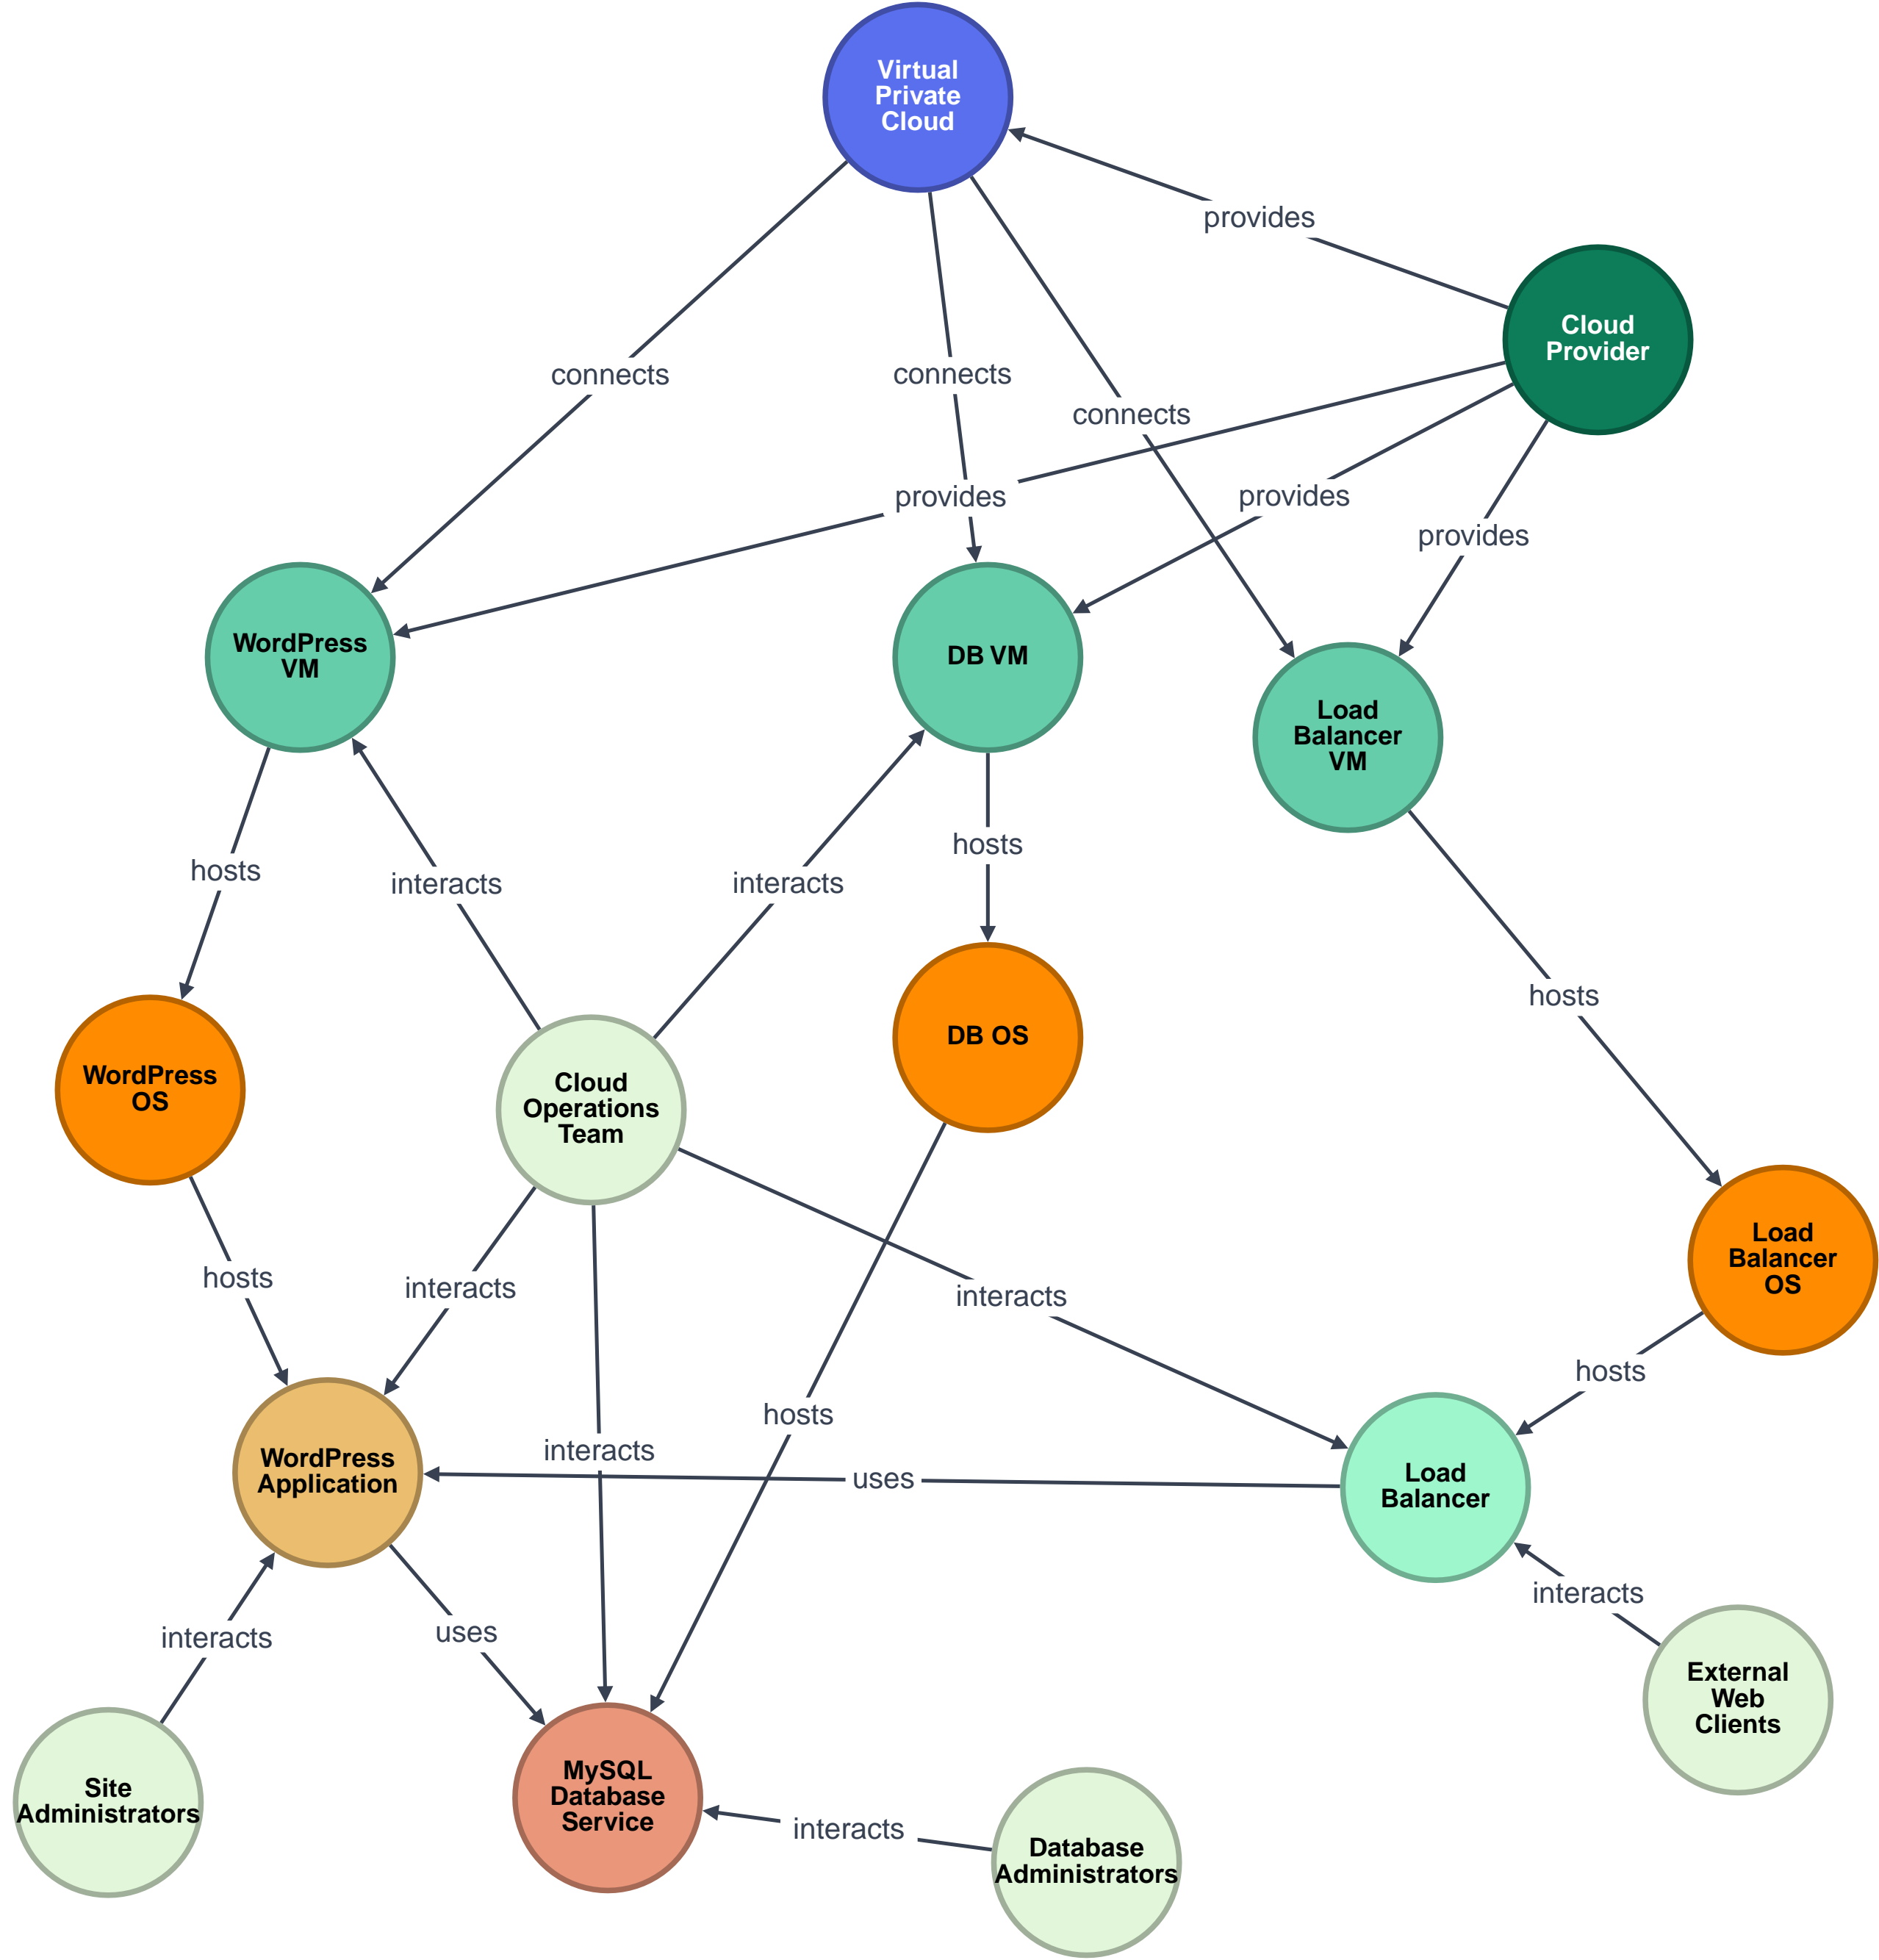 Virtual
Private
Cloud
provides
Cloud
Provider
connects
connects
connects
provides
provides
provides
WordPress
VM
DB VM
Load
Balancer
VM
hosts
interacts
interacts
hosts
hosts
WordPress
OS
Cloud
Operations
Team
DB OS
Load
Balancer
OS
hosts
interacts
interacts
hosts
hosts
interacts
WordPress
Application
uses
Load
Balancer
interacts
uses
interacts
External
Web
Clients
Site
Administrators
MySQL
Database
Service
interacts
Database
Administrators